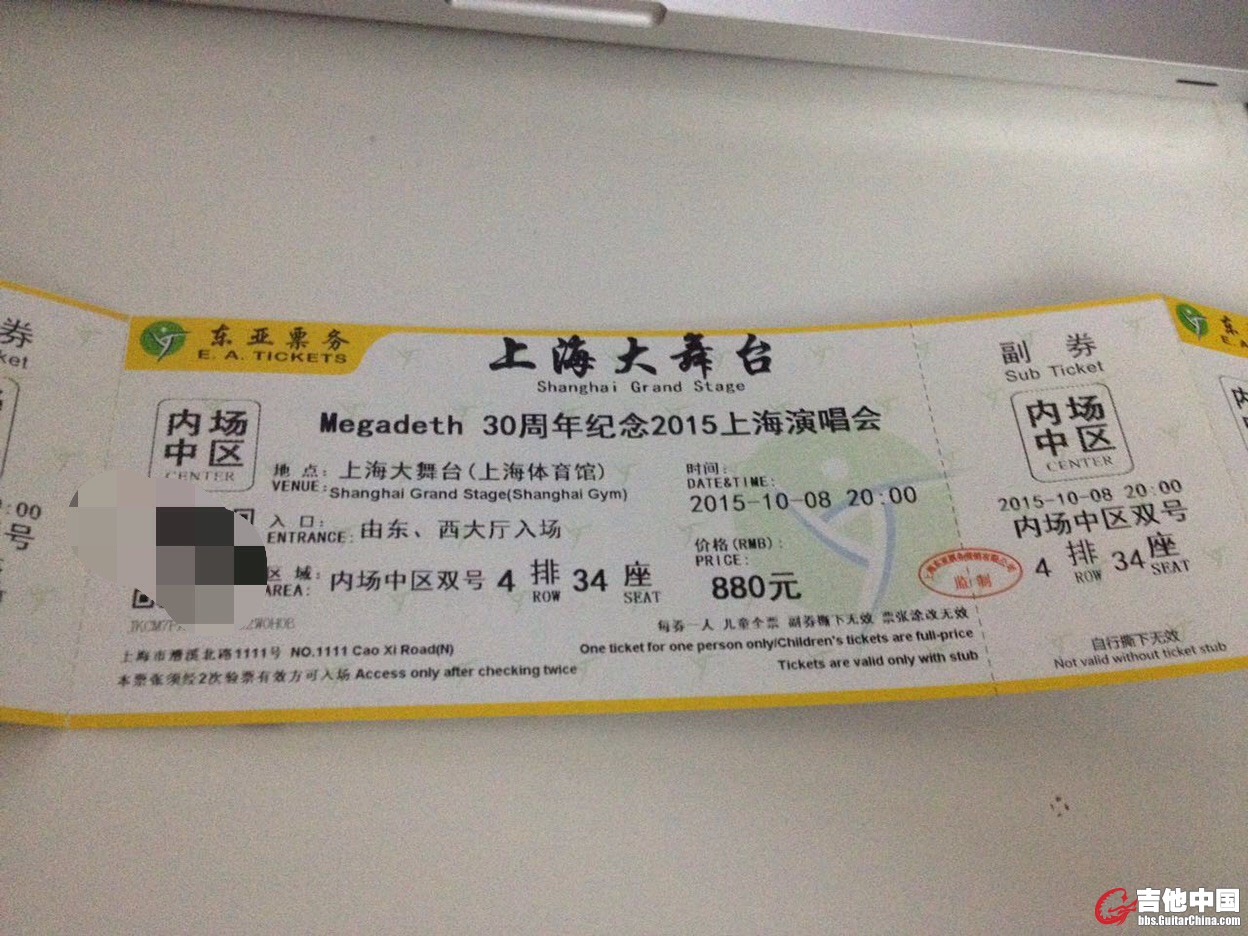 券
ket
:00
号
东亚票务
E. A. TICKETS
上海大舞台
Shanghai Grand Stage
内场
中区
CENTER
Megadeth 30周年纪念2015上海演唱会
地 点: 上海大舞台(上海体育馆)
VENUE: Shanghai Grand Stage(Shanghai Gym)
时间:
DATE&TIME:
2015-10-08 20:00
入 口:
ENTRANCE: 由东、西大厅入场
价格(RMB):
PRICE:
880元
区 域:
AREA: 内场中区双号 4 排 ROW 34 座 SEAT
每券一人 儿童全票 副券撕下无效 票张涂改无效
上海市漕溪北路1111号 NO.1111 Cao Xi Road(N)
One ticket for one person only/Children's tickets are full-price
本票张须经2次验票有效方可入场 Access only after checking twice
Tickets are valid only with stub
监制
副 券
Sub Ticket
内场
中区
CENTER
2015-10-08 20:00
内场中区双号
4 排 ROW 34 座 SEAT
自行撕下无效
Not valid without ticket stub
东
E. A
吉他中国
bbs.GuitarChina.com